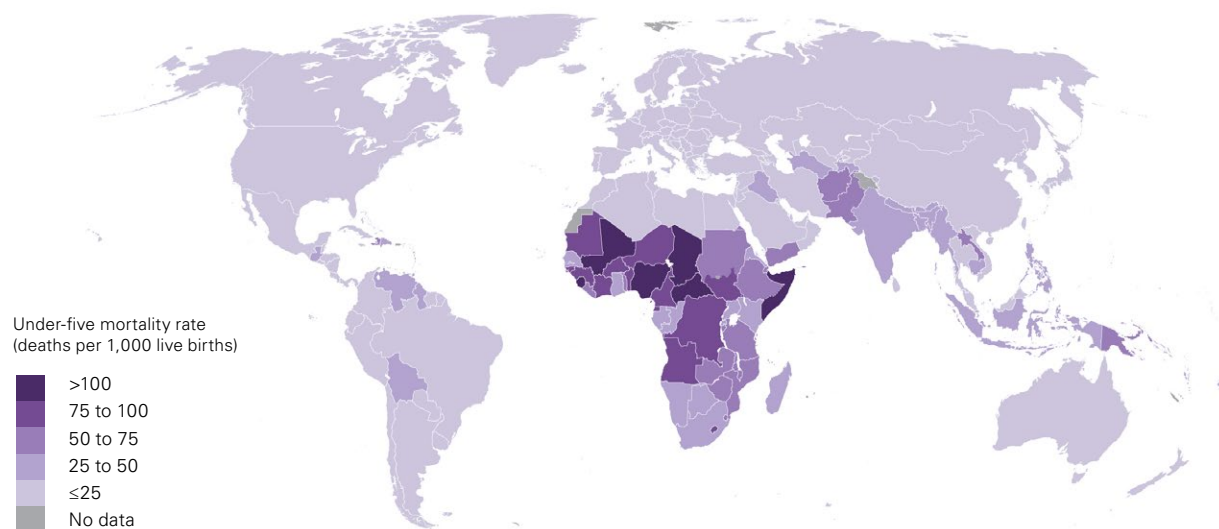 Under-five mortality rate
(deaths per 1,000 live births)
>100
75 to 100
50 to 75
25 to 50
≤25
No data